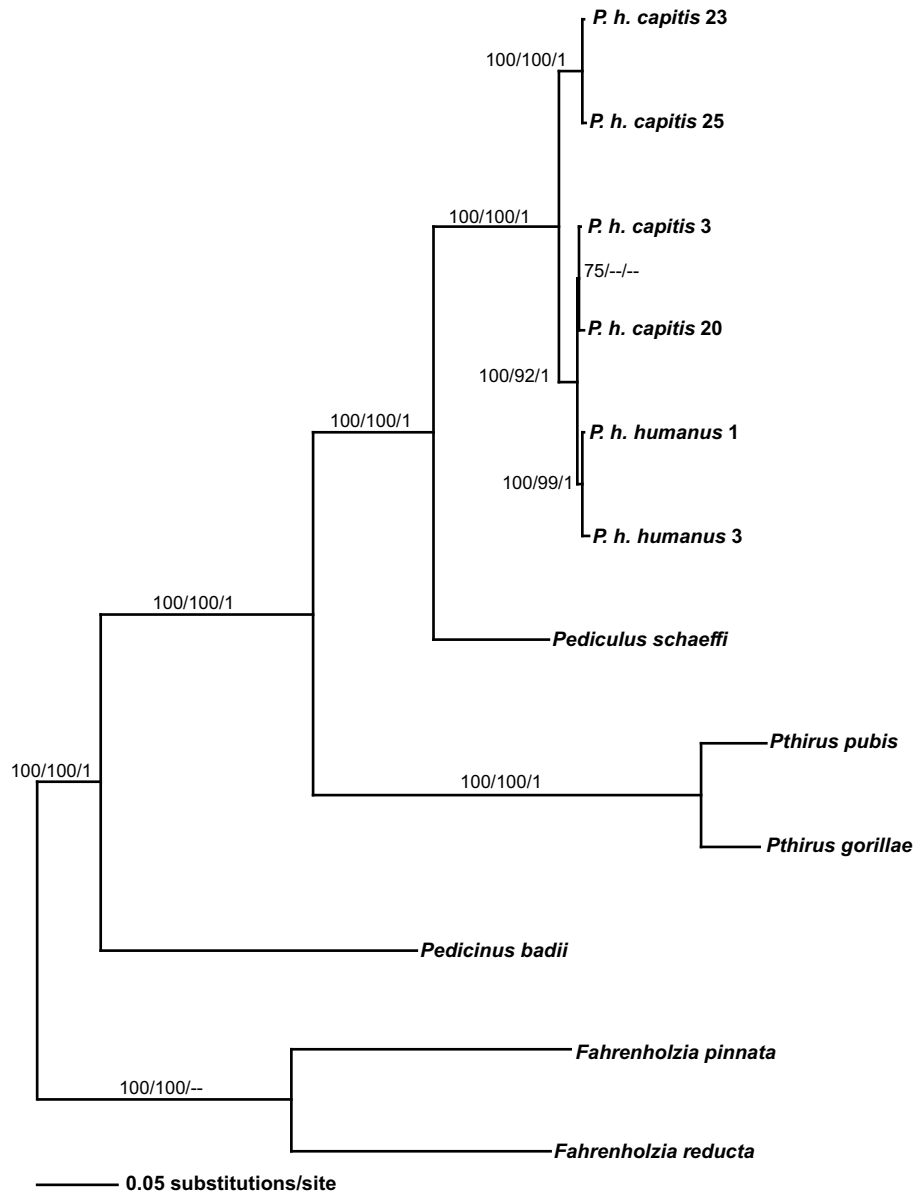 P. h. capitis 23
100/100/1
P. h. capitis 25
100/100/1
P. h. capitis 3
75/--/--
P. h. capitis 20
100/92/1
100/100/1
P. h. humanus 1
100/99/1
P. h. humanus 3
100/100/1
Pediculus schaeffi
Pthirus pubis
100/100/1
100/100/1
Pthirus gorillae
Pedicinus badii
Fahrenholzia pinnata
100/100/--
Fahrenholzia reducta
0.05 substitutions/site